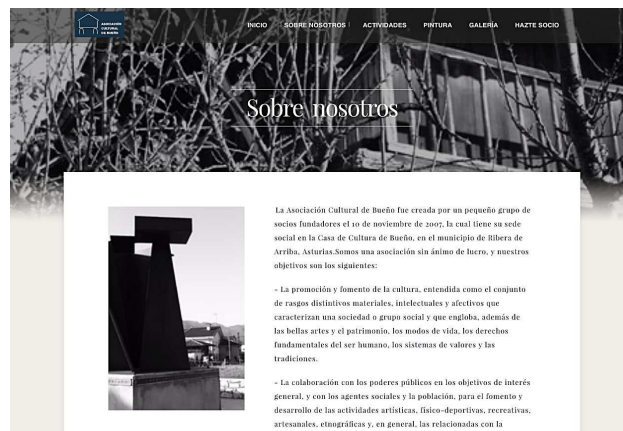 ASOCIACIÓN
CULTURAL
DE BUEÑO
INICIO SOBRE NOSOTROS ACTIVIDADES PINTURA GALERÍA HAZTE SOCIO
Sobre nosotros
La Asociación Cultural de Bueño fue creada por un pequeño grupo de
socios fundadores el 10 de noviembre de 2007, la cual tiene su sede
social en la Casa de Cultura de Bueño, en el municipio de Ribera de
Arriba, Asturias.Somos una asociación sin ánimo de lucro, y nuestros
objetivos son los siguientes:
- La promoción y fomento de la cultura, entendida como el conjunto
de rasgos distintivos materiales, intelectuales y afectivos que
caracterizan una sociedad o grupo social y que engloba, además de
las bellas artes y el patrimonio, los modos de vida, los derechos
fundamentales del ser humano, los sistemas de valores y las
tradiciones.
- La colaboración con los poderes públicos en los objetivos de interés
general, y con los agentes sociales y la población, para el fomento y
desarrollo de las actividades artísticas, físico-deportivas, recreativas,
artesanales, etnográficas y, en general, las relacionadas con la